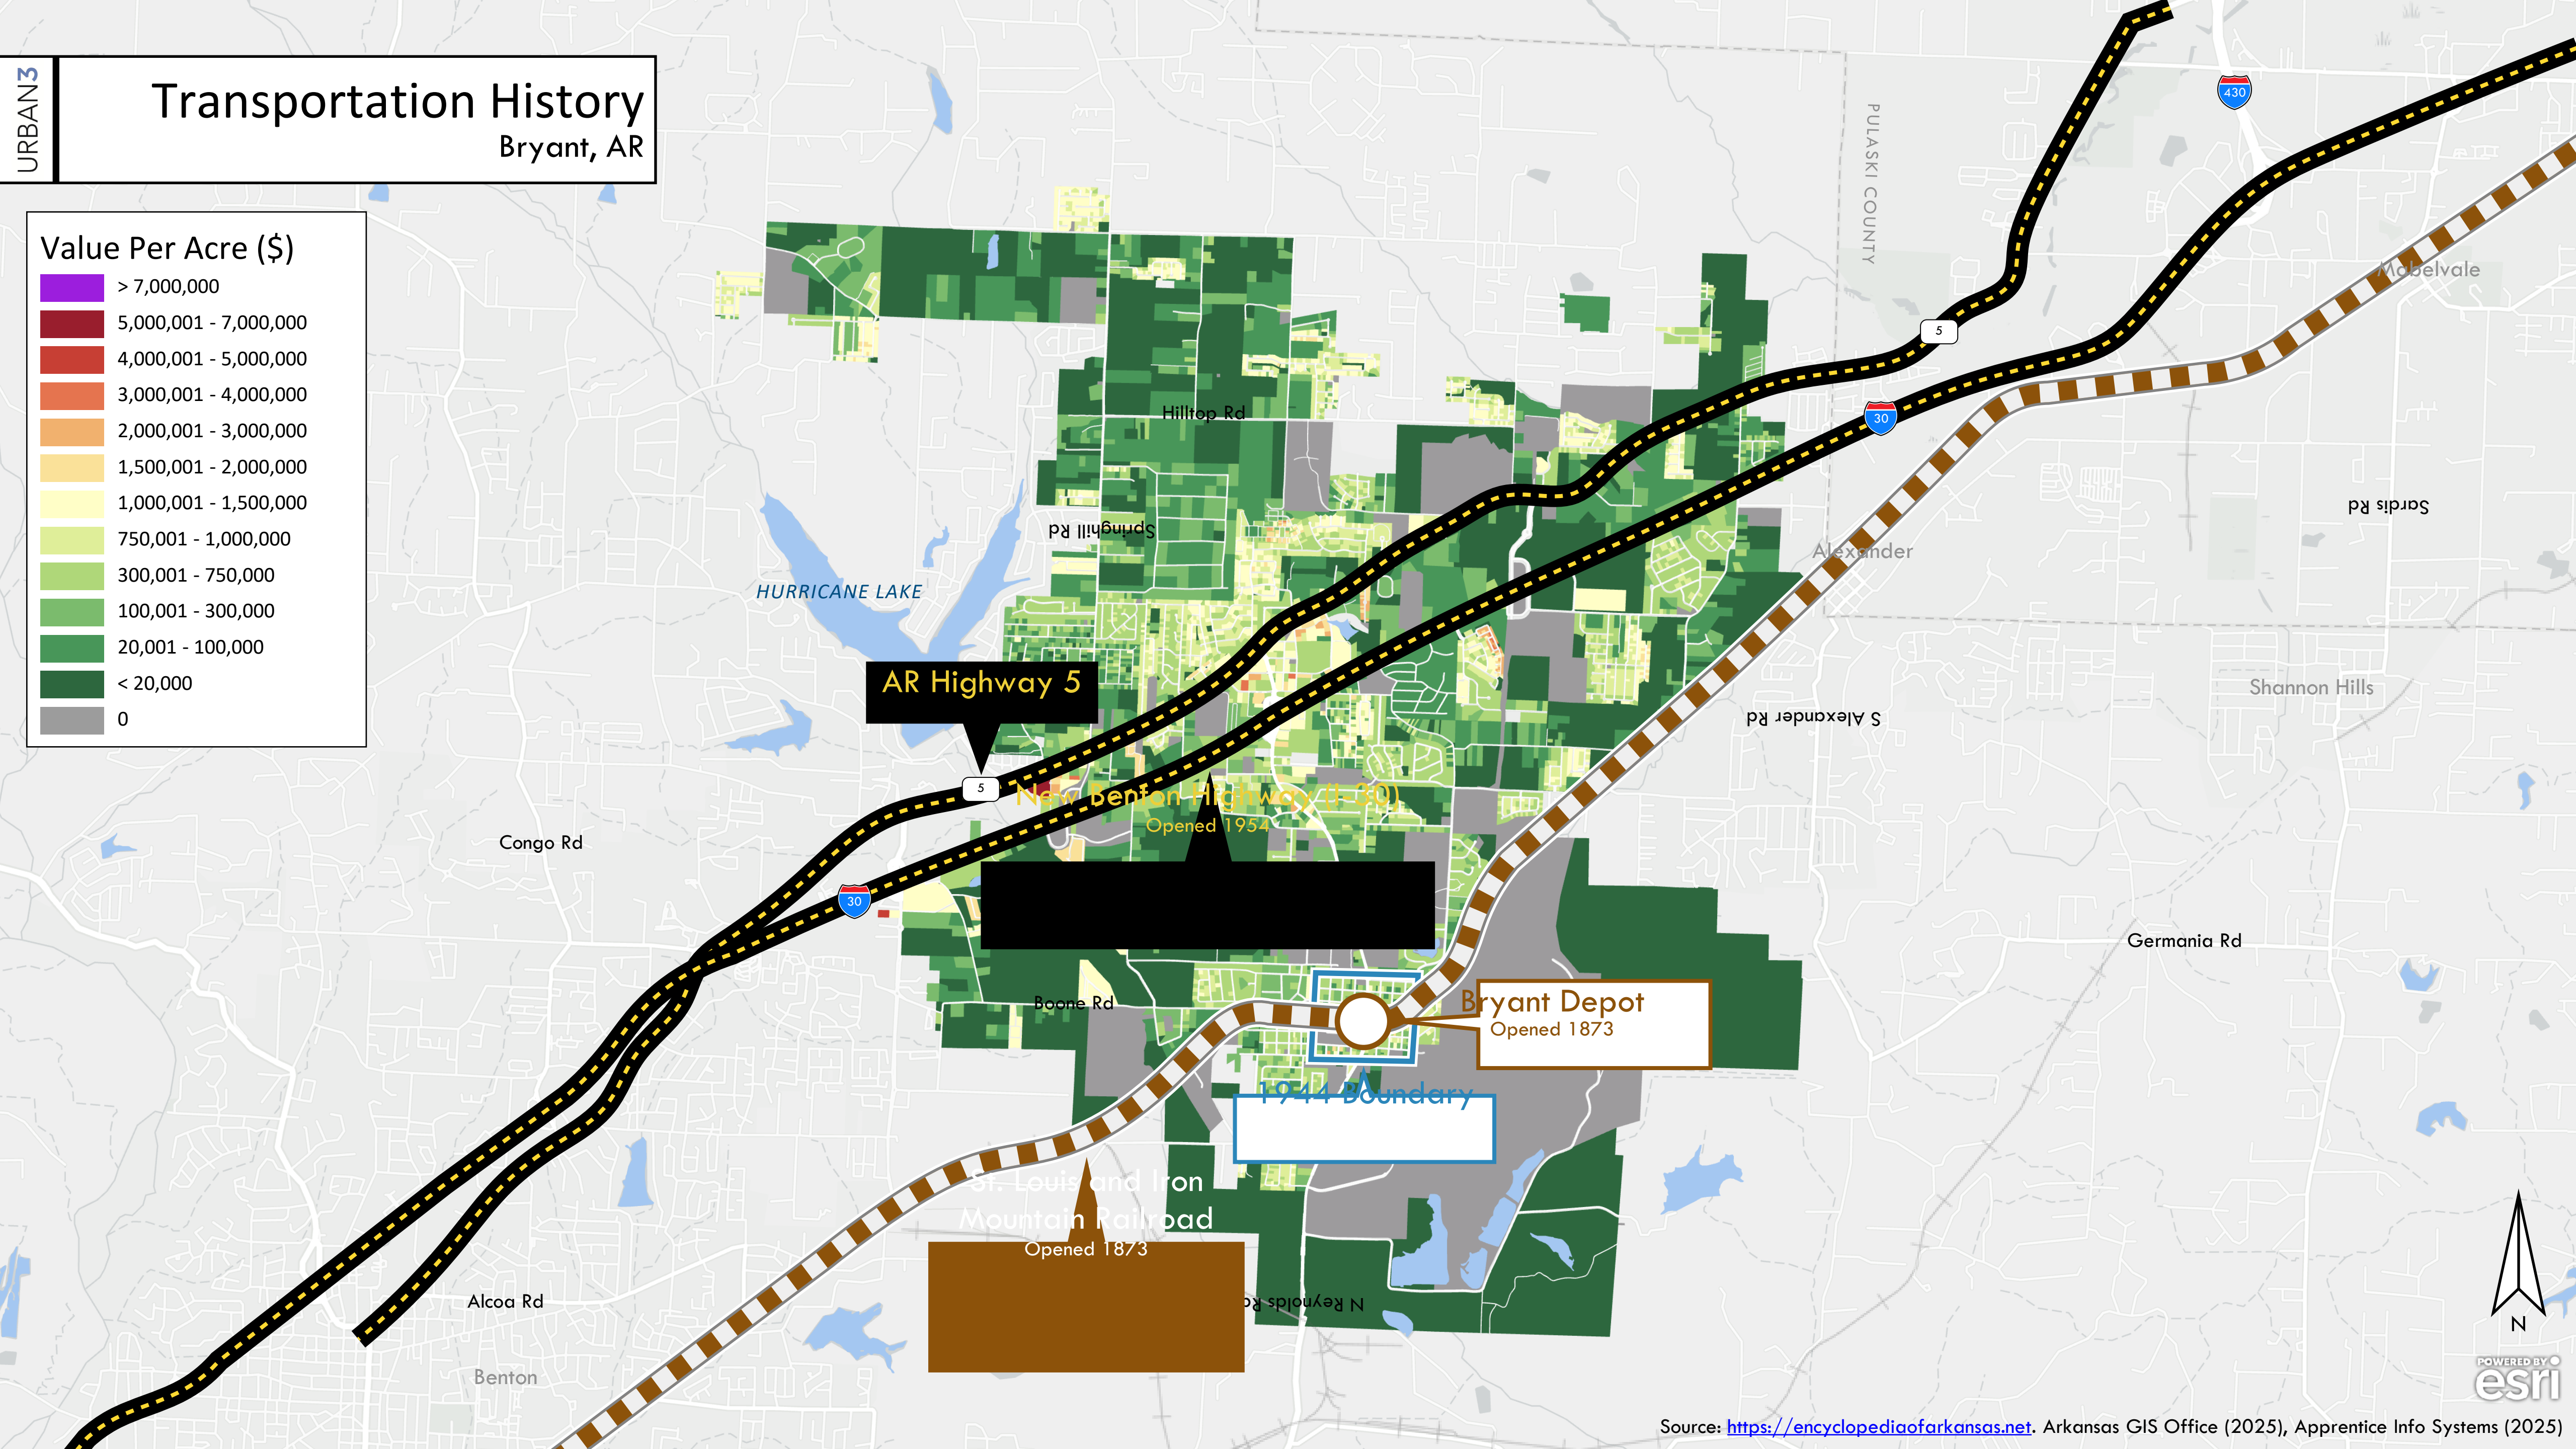 URBAN3
Transportation History
Bryant, AR
Value Per Acre ($)
> 7,000,000
5,000,001 - 7,000,000
4,000,001 - 5,000,000
3,000,001 - 4,000,000
2,000,001 - 3,000,000
1,500,001 - 2,000,000
1,000,001 - 1,500,000
750,001 - 1,000,000
300,001 - 750,000
100,001 - 300,000
20,001 - 100,000
< 20,000
0
430
PULASKI COUNTY
Mabelvale
5
30
Hilltop Rd
Springhill Rd
Sardis Rd
Alexander
HURRICANE LAKE
AR Highway 5
Shannon Hills
S Alexander Rd
5
New Benton Highway (I-30)
Opened 1954
Congo Rd
30
Germania Rd
Boone Rd
Bryant Depot
Opened 1873
1944 Boundary
St. Louis and Iron
Mountain Railroad
Opened 1873
Alcoa Rd
N Reynolds Rd
Benton
N
POWERED BY
esri
Source: https://encyclopediaofarkansas.net. Arkansas GIS Office (2025), Apprentice Info Systems (2025)